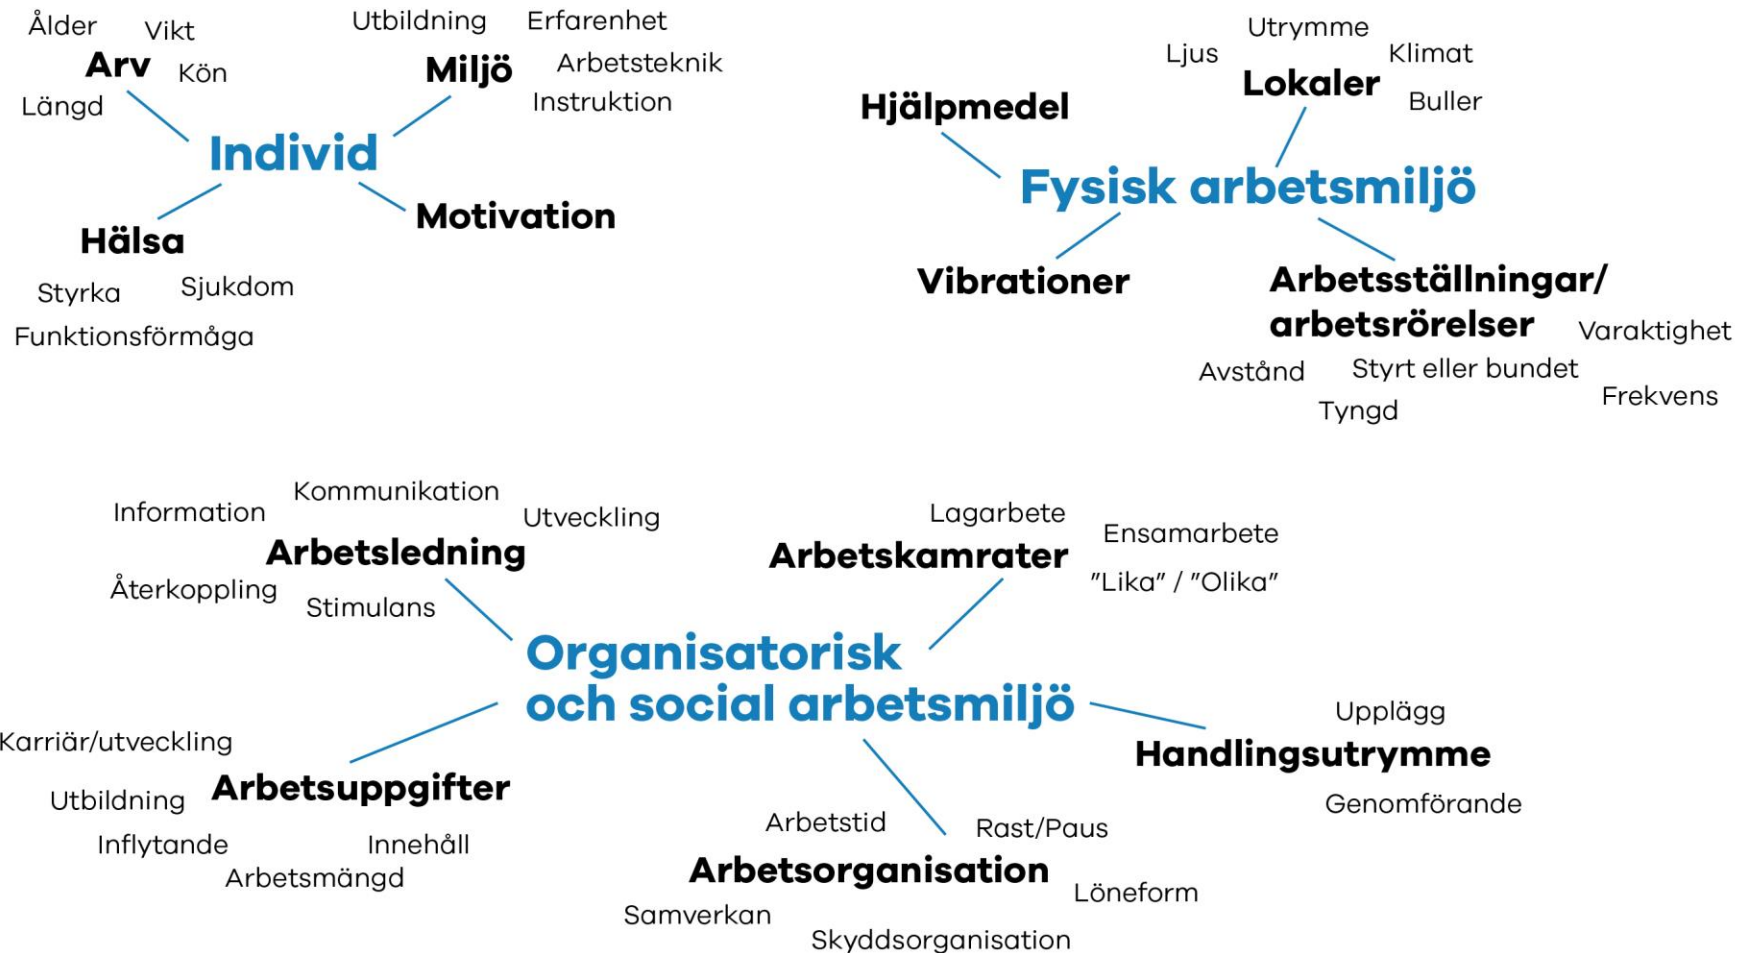 Ålder
Vikt
Arv
Kön
Längd
Utbildning
Erfarenhet
Miljö
Arbetsteknik
Instruktion
Individ
Hälsa
Motivation
Styrka
Sjukdom
Funktionsförmåga
Utrymme
Ljus
Klimat
Lokaler
Buller
Hjälpmedel
Fysisk arbetsmiljö
Vibrationer
Arbetsställningar/
arbetsrörelser
Varaktighet
Avstånd
Styrt eller bundet
Frekvens
Tyngd
Kommunikation
Information
Utveckling
Arbetsledning
Återkoppling
Stimulans
Lagarbete
Ensamarbete
Arbetskamrater
”Lika” / ”Olika”
Organisatorisk
och social arbetsmiljö
Karriär/utveckling
Arbetsuppgifter
Utbildning
Inflytande
Innehåll
Arbetsmängd
Upplägg
Handlingsutrymme
Genomförande
Arbetstid
Rast/Paus
Arbetsorganisation
Löneform
Samverkan
Skyddsorganisation